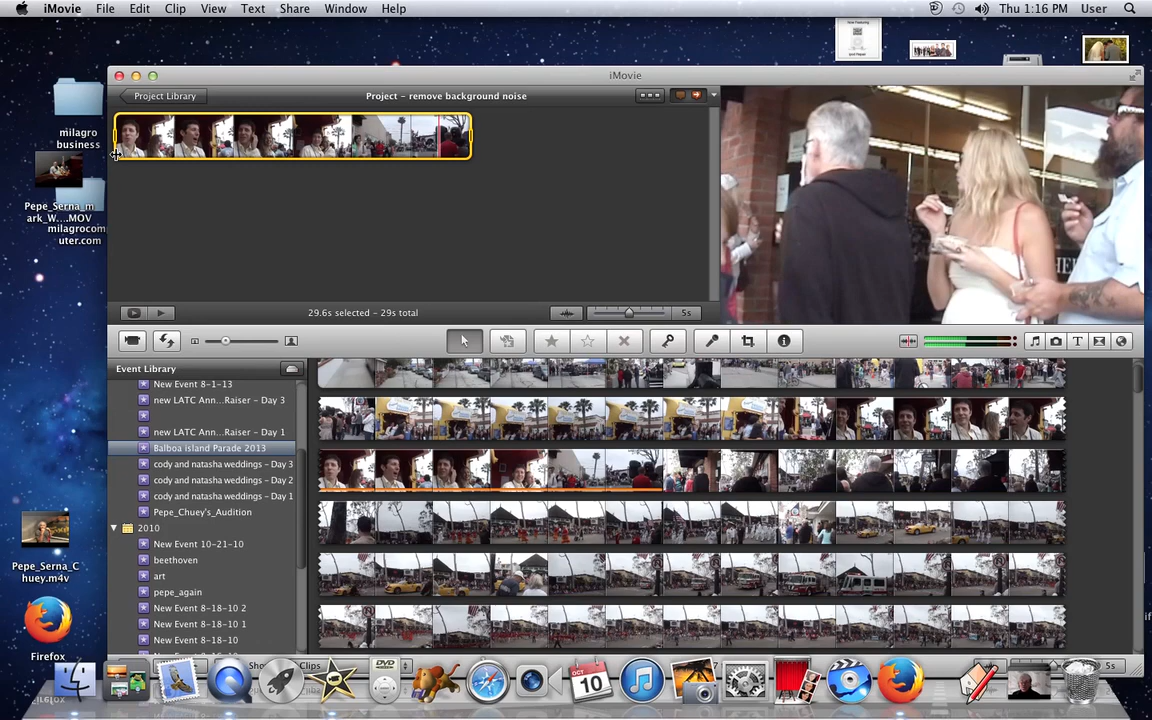 iMovie File Edit Clip View Text Share Window Help
Thu 1:16 PM User
iMovie
Project Library
Project – remove background noise
milagro
business
Pepe_Serna_m
ark_W....MOV
milagrocom
uter.com
29.6s selected – 29s total
5s
Event Library
New Event 8-1-13
new LATC Ann...Raiser – Day 3
new LATC Ann...Raiser – Day 1
Balboa island Parade 2013
cody and natasha weddings – Day 3
cody and natasha weddings – Day 2
cody and natasha weddings – Day 1
Pepe_Chuey's_Audition
2010
New Event 10-21-10
beethoven
art
pepe_again
New Event 8-18-10 2
New Event 8-18-10 1
New Event 8-18-10
Pepe_Serna_C
huey.m4v
Firefox
Clips
5s
DVD
OCT
10